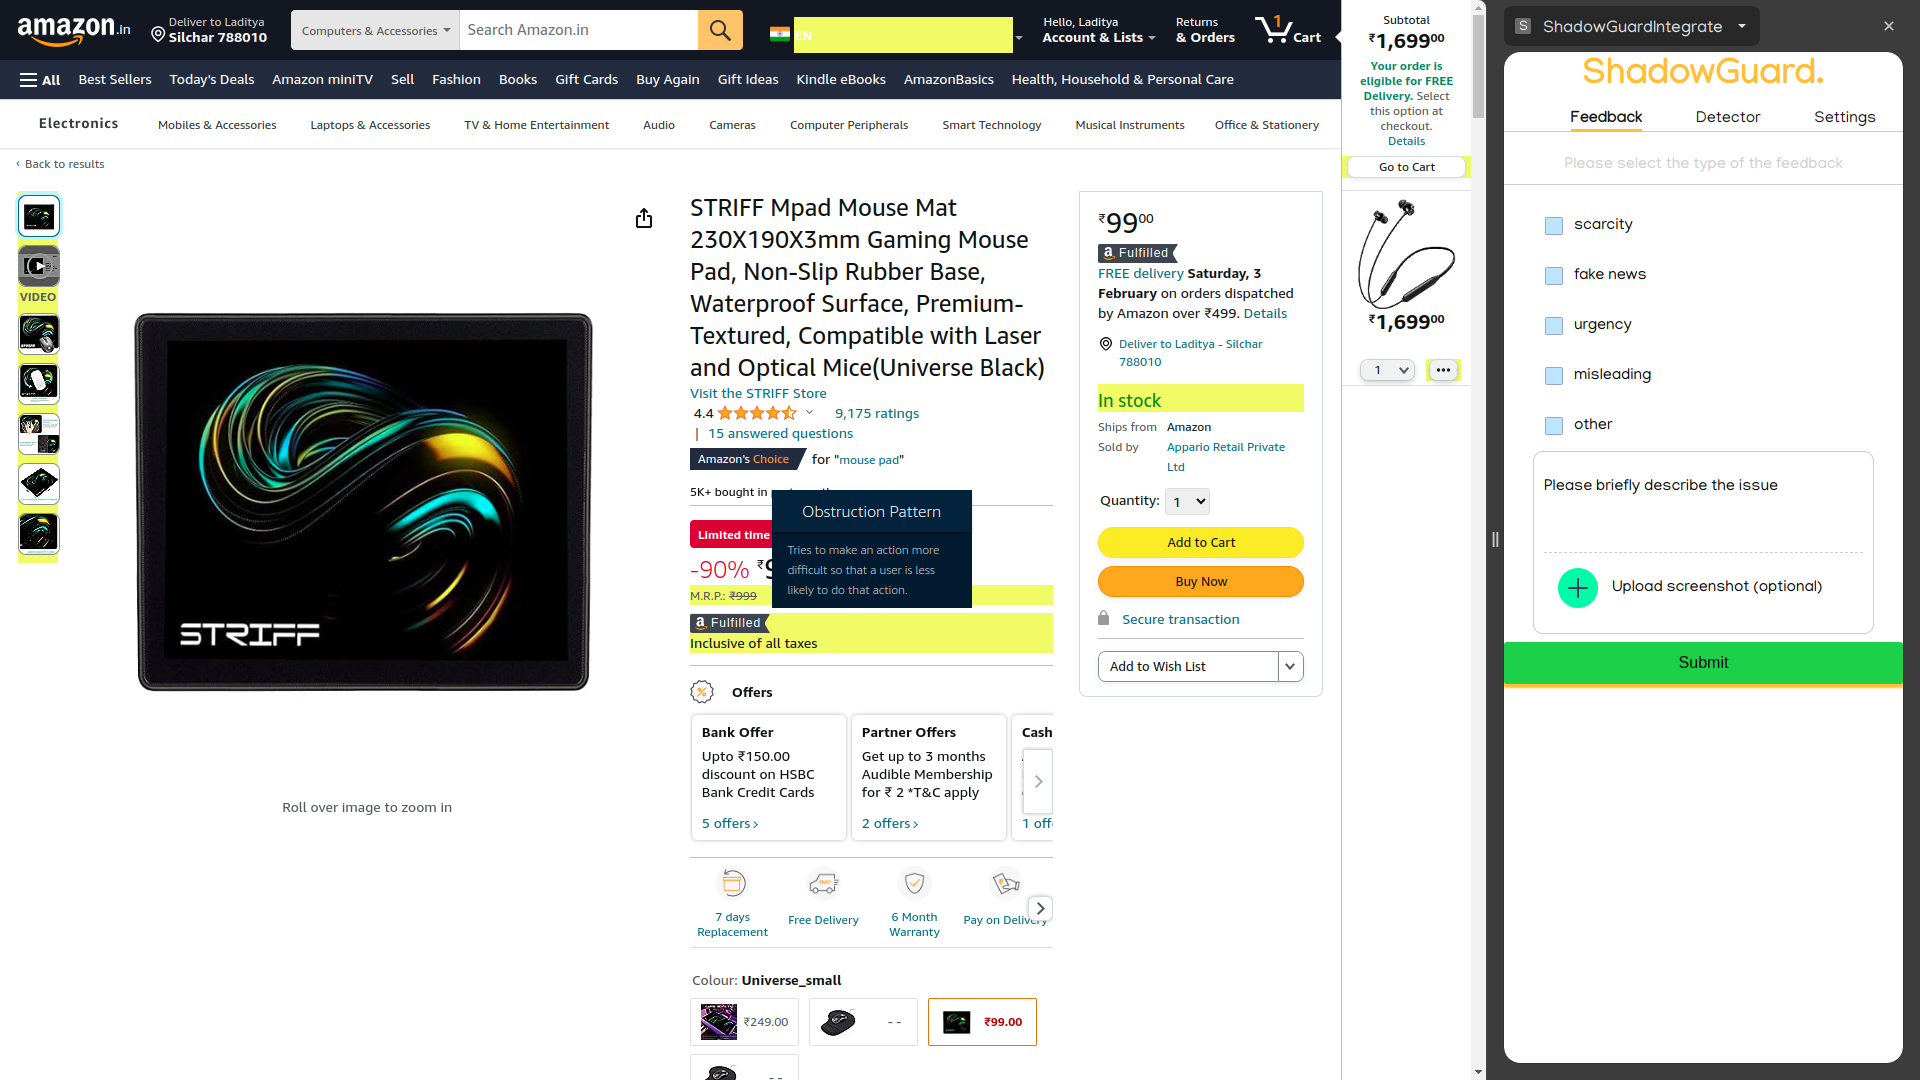 amazon.in
Deliver to Laditya
Silchar 788010
Computers & Accessories
Search Amazon.in
EN
Hello, Laditya
Account & Lists
Returns
& Orders
1
Cart
All
Best Sellers
Today's Deals
Amazon miniTV
Sell
Fashion
Books
Gift Cards
Buy Again
Gift Ideas
Kindle eBooks
AmazonBasics
Health, Household & Personal Care
Electronics
Mobiles & Accessories
Laptops & Accessories
TV & Home Entertainment
Audio
Cameras
Computer Peripherals
Smart Technology
Musical Instruments
Office & Stationery
‹ Back to results
VIDEO
STRIFF
Roll over image to zoom in
STRIFF Mpad Mouse Mat
230X190X3mm Gaming Mouse
Pad, Non-Slip Rubber Base,
Waterproof Surface, Premium-
Textured, Compatible with Laser
and Optical Mice(Universe Black)
Visit the STRIFF Store
4.4
9,175 ratings
| 15 answered questions
Amazon's Choice
for "mouse pad"
5K+ bought in
Limited time
-90% ₹
M.R.P.: ₹999
Obstruction Pattern
Tries to make an action more
difficult so that a user is less
likely to do that action.
a Fulfilled
Inclusive of all taxes
Offers
Bank Offer
Upto ₹150.00
discount on HSBC
Bank Credit Cards
5 offers ›
Partner Offers
Get up to 3 months
Audible Membership
for ₹ 2 *T&C apply
2 offers ›
Cash
1 off
7 days
Replacement
FREE
Free Delivery
6 Month
Warranty
Pay on Delivery
Colour: Universe_small
₹249.00
- -
₹99.00
- -
₹9900
a Fulfilled
FREE delivery Saturday, 3
February on orders dispatched
by Amazon over ₹499. Details
Deliver to Laditya - Silchar
788010
In stock
Ships from Amazon
Sold by Appario Retail Private
Ltd
Quantity: 1
Add to Cart
Buy Now
Secure transaction
Add to Wish List
Subtotal
₹1,69900
Your order is
eligible for FREE
Delivery. Select
this option at
checkout.
Details
Go to Cart
₹1,69900
1
S ShadowGuardIntegrate
ShadowGuard.
Feedback
Detector
Settings
Please select the type of the feedback
scarcity
fake news
urgency
misleading
other
Please briefly describe the issue
Upload screenshot (optional)
Submit